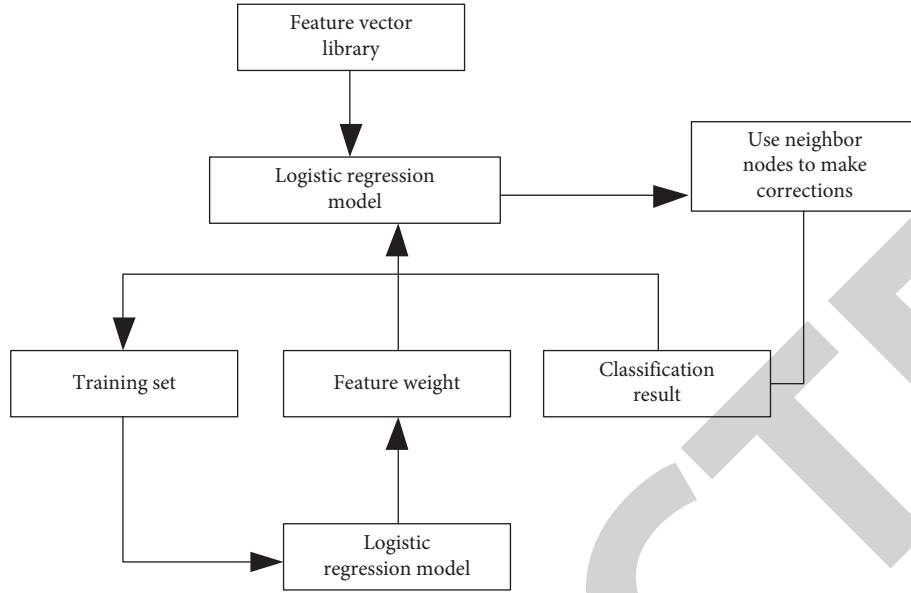 Feature vector
library
Logistic regression
model
Use neighbor
nodes to make
corrections
Training set
Feature weight
Classification
result
Logistic
regression model